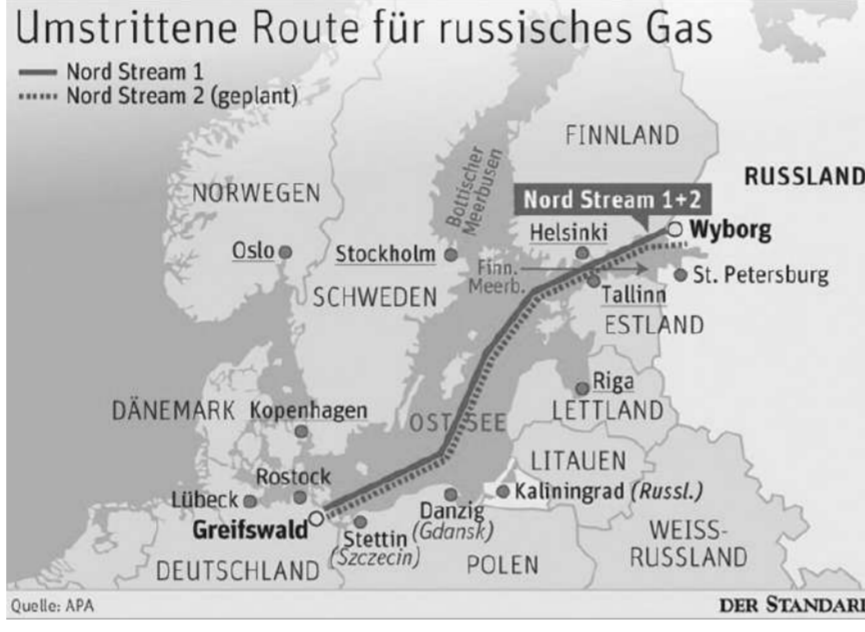 Umstrittene Route für russisches Gas
Nord Stream 1
Nord Stream 2 (geplant)
FINNLAND
Bottischer
Meerbusen
RUSSLAND
NORWEGEN
Nord Stream 1+2
Wyborg
Oslo
Stockholm
Helsinki
Finn.
Meerb.
St. Petersburg
SCHWEDEN
Tallinn
ESTLAND
Riga
DÄNEMARK
Kopenhagen
OSTSEE
LETTLAND
LITAUEN
Rostock
Lübeck
Kaliningrad (Russl.)
Greifswald
Danzig
(Gdansk)
Stettin
(Szczecin)
WEISS-
RUSSLAND
DEUTSCHLAND
POLEN
Quelle: APA
DER STANDARD